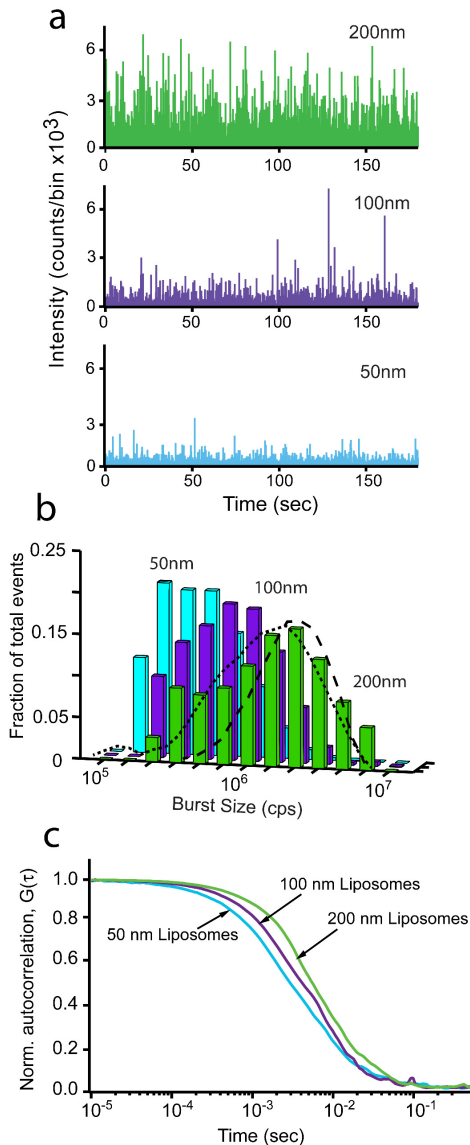 a
Intensity (counts/bin x10³)
200nm
6
3
0
0 50 100 150
100nm
6
3
0
0 50 100 150
50nm
6
3
0
0 50 100 150
Time (sec)
b
Fraction of total events
0.25
0.15
0.05
0
50nm
100nm
200nm
10⁵ 10⁶ 10⁷
Burst Size (cps)
c
Norm. autocorrelation, G(τ)
1.0
0.8
0.6
0.4
0.2
0.0
100 nm Liposomes
50 nm Liposomes
200 nm Liposomes
10⁻⁵ 10⁻⁴ 10⁻³ 10⁻² 10⁻¹
Time (sec)